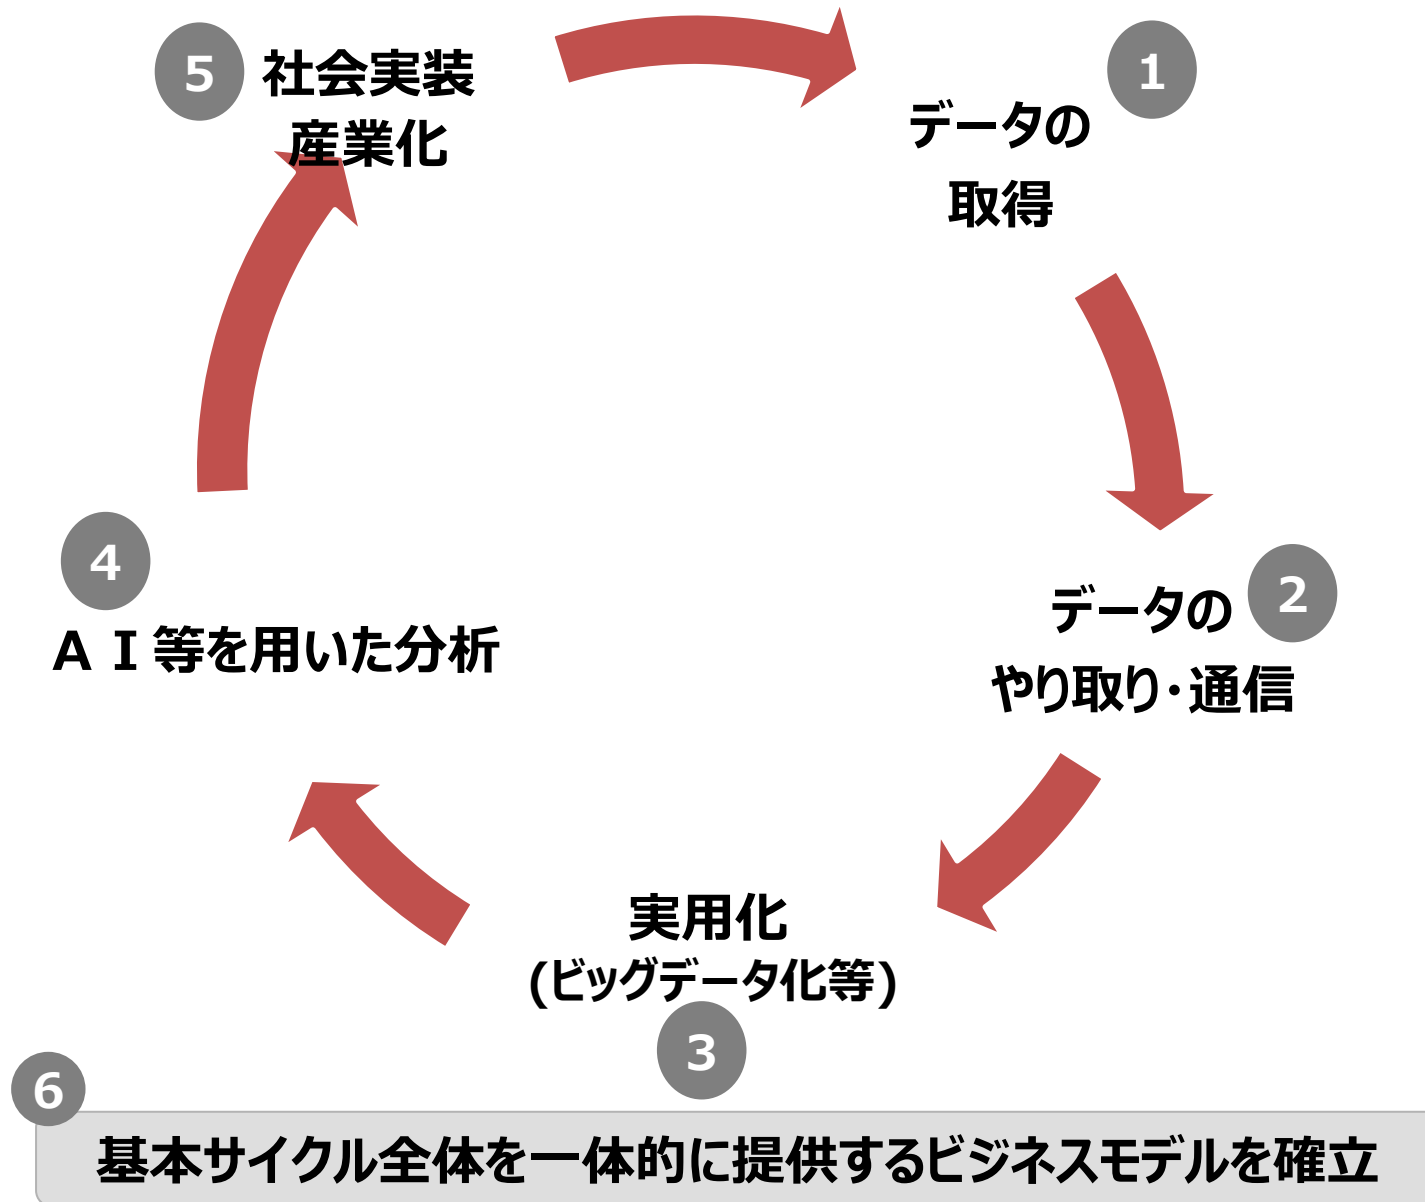 1
データの
取得
2
データの
やり取り・通信
実用化
(ビッグデータ化等)
3
4
ＡＩ等を用いた分析
5
社会実装
産業化
6
基本サイクル全体を一体的に提供するビジネスモデルを確立